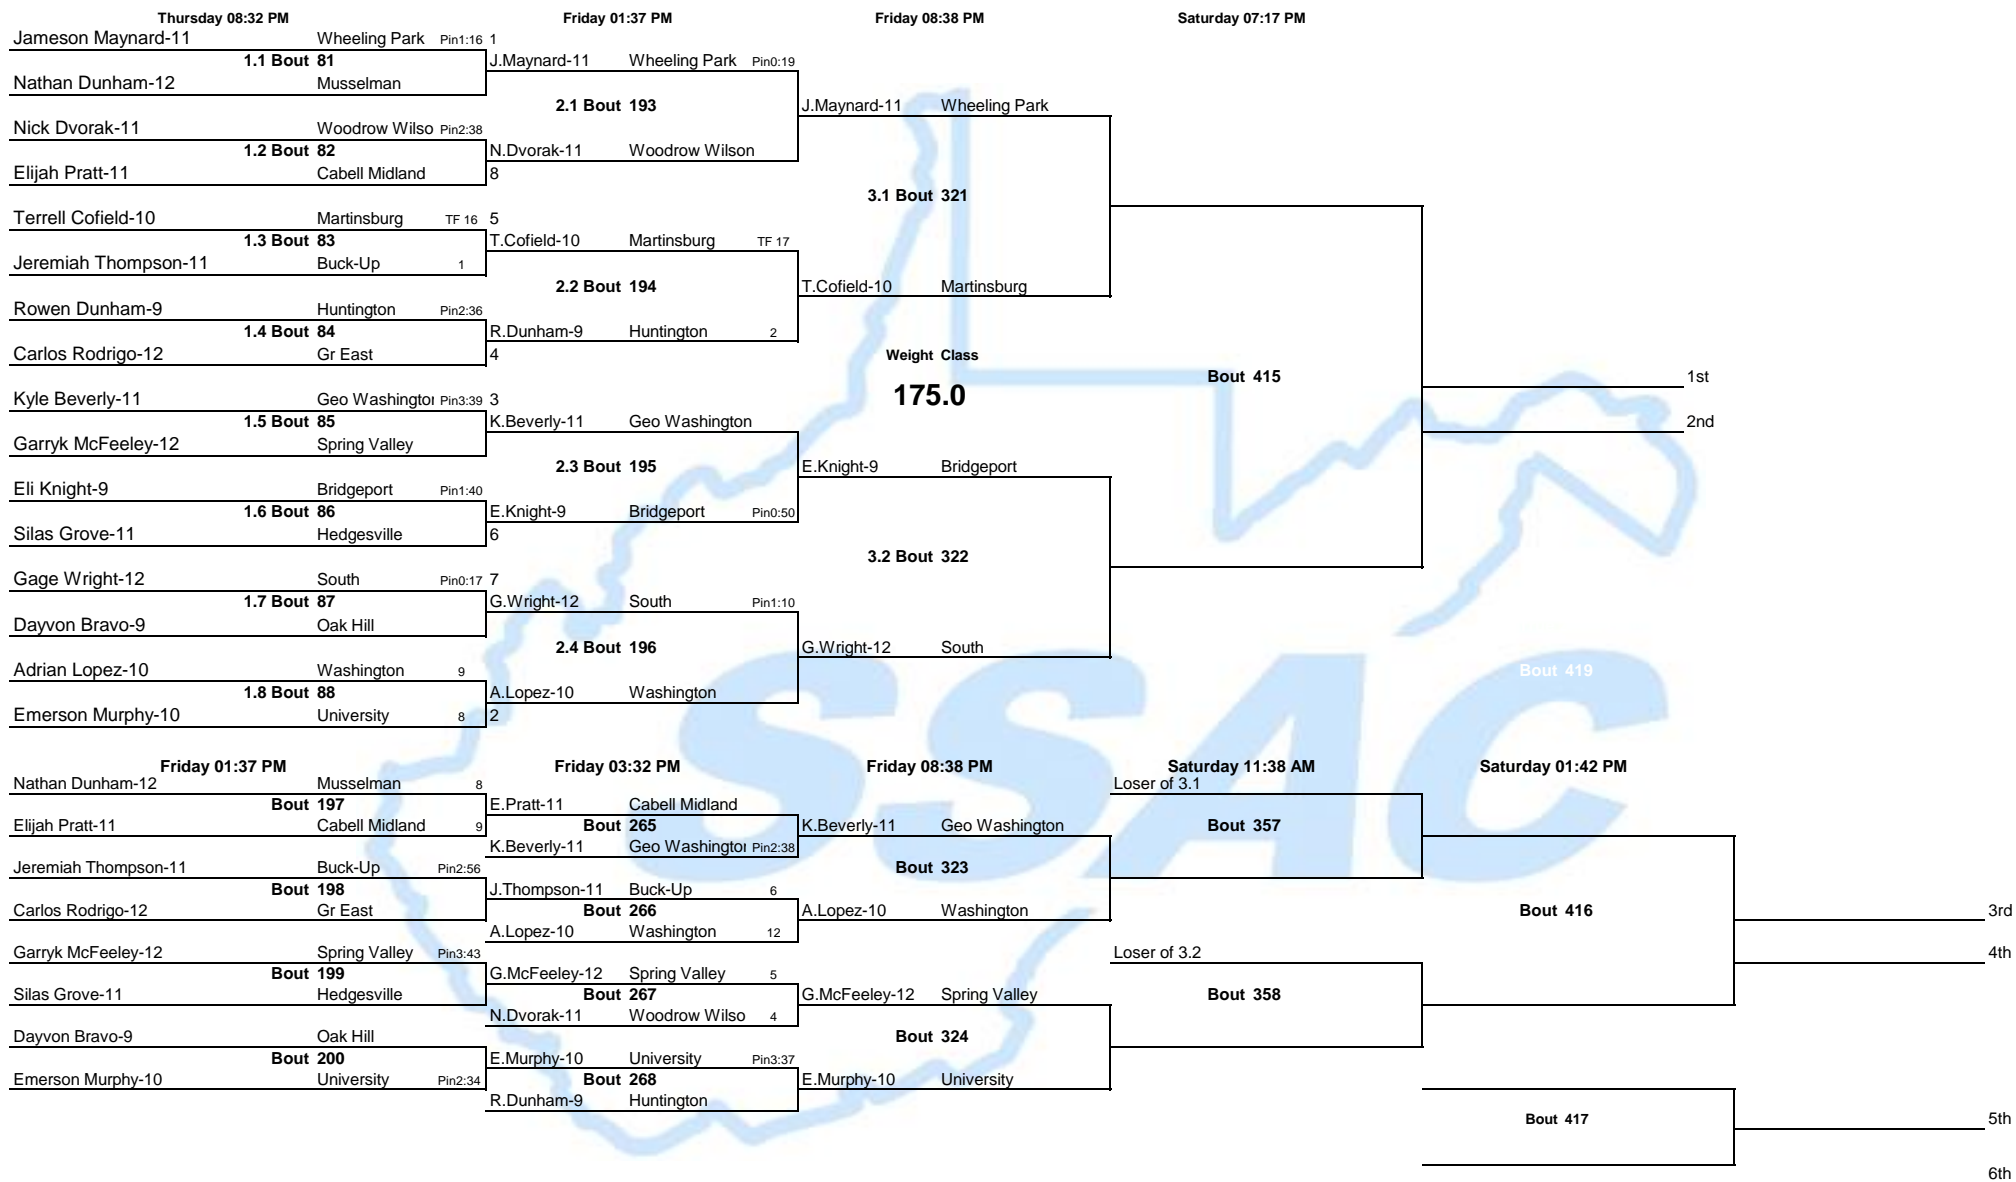 Thursday 08:32 PM Friday 01:37 PM Friday 08:38 PM Saturday 07:17 PM
Jameson Maynard-11 Wheeling Park Pin1:16 1
1.1 Bout 81 J.Maynard-11 Wheeling Park Pin0:19
Nathan Dunham-12 Musselman
2.1 Bout 193 J.Maynard-11 Wheeling Park
Nick Dvorak-11 Woodrow Wilso Pin2:38
1.2 Bout 82 N.Dvorak-11 Woodrow Wilson
Elijah Pratt-11 Cabell Midland 8
3.1 Bout 321
Terrell Cofield-10 Martinsburg TF 16 5
1.3 Bout 83 T.Cofield-10 Martinsburg TF 17
Jeremiah Thompson-11 Buck-Up 1
2.2 Bout 194 T.Cofield-10 Martinsburg
Rowen Dunham-9 Huntington Pin2:36
1.4 Bout 84 R.Dunham-9 Huntington 2
Carlos Rodrigo-12 Gr East 4 Weight Class
Bout 415 1st
Kyle Beverly-11 Geo Washingtor Pin3:39 3 175.0
1.5 Bout 85 K.Beverly-11 Geo Washington 2nd
Garryk McFeeley-12 Spring Valley
2.3 Bout 195 E.Knight-9 Bridgeport
Eli Knight-9 Bridgeport Pin1:40
1.6 Bout 86 E.Knight-9 Bridgeport Pin0:50
Silas Grove-11 Hedgesville 6
3.2 Bout 322
Gage Wright-12 South Pin0:17 7
1.7 Bout 87 G.Wright-12 South Pin1:10
Dayvon Bravo-9 Oak Hill
2.4 Bout 196 G.Wright-12 South
Adrian Lopez-10 Washington 9 Bout 419
1.8 Bout 88 A.Lopez-10 Washington
Emerson Murphy-10 University 8 2
SSAC
Friday 01:37 PM Friday 03:32 PM Friday 08:38 PM Saturday 11:38 AM Saturday 01:42 PM
Nathan Dunham-12 Musselman 8 Loser of 3.1
Bout 197 E.Pratt-11 Cabell Midland
Elijah Pratt-11 Cabell Midland 9 Bout 265 K.Beverly-11 Geo Washington Bout 357
K.Beverly-11 Geo Washingtor Pin2:38
Jeremiah Thompson-11 Buck-Up Pin2:56 Bout 323
Bout 198 J.Thompson-11 Buck-Up 6
Carlos Rodrigo-12 Gr East Bout 266 A.Lopez-10 Washington Bout 416 3rd
A.Lopez-10 Washington 12
Garryk McFeeley-12 Spring Valley Pin3:43 Loser of 3.2 4th
Bout 199 G.McFeeley-12 Spring Valley 5
Silas Grove-11 Hedgesville Bout 267 G.McFeeley-12 Spring Valley Bout 358
N.Dvorak-11 Woodrow Wilso 4
Dayvon Bravo-9 Oak Hill Bout 324
Bout 200 E.Murphy-10 University Pin3:37
Emerson Murphy-10 University Pin2:34 Bout 268 E.Murphy-10 University
R.Dunham-9 Huntington
Bout 417 5th
6th